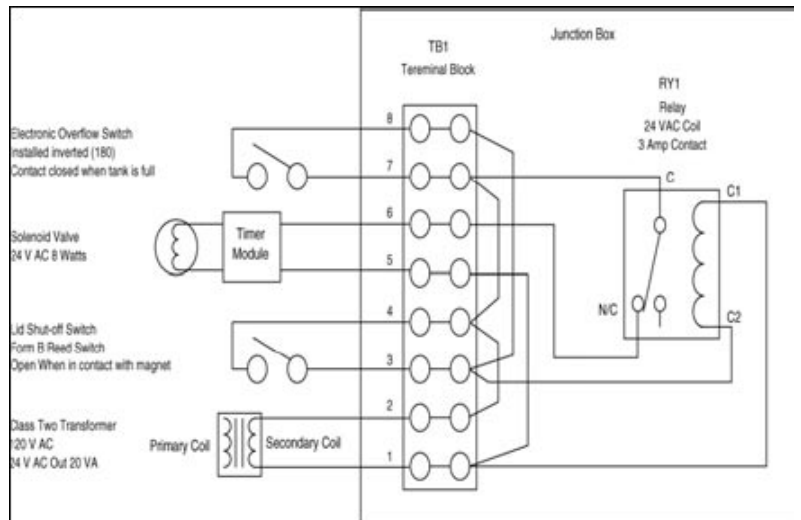 Junction Box
TB1
Tereminal Block
RY1
Relay
24 VAC Coil
3 Amp Contact
Electronic Overflow Switch
Installed inverted (180)
Contact closed when tank is full
8
7
C
C1
6
Solenoid Valve
24 V AC 8 Watts
Timer
Module
5
N/C
C2
4
Lid Shut-off Switch
Form B Reed Switch
Open When in contact with magnet
3
2
Class Two Transformer
120 V AC
24 V AC Out 20 VA
Primary Coil
Secondary Coil
1